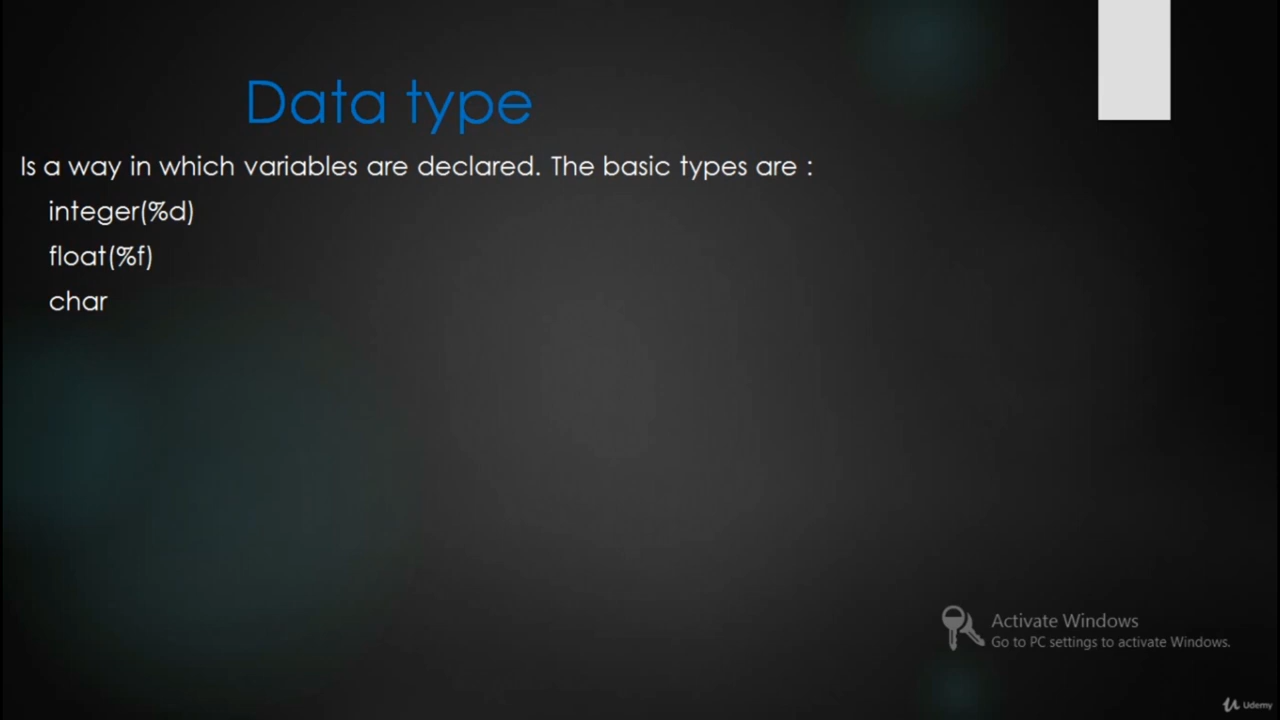 Data type
Is a way in which variables are declared. The basic types are :
integer(%d)
float(%f)
char
Activate Windows
Go to PC settings to activate Windows.
Udemy